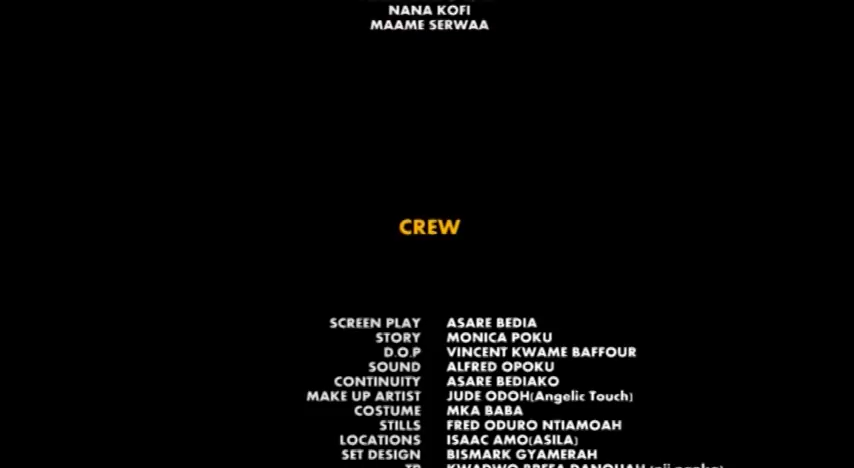 NANA KOFI
MAAME SERWAA
CREW
SCREEN PLAY ASARE BEDIA
STORY MONICA POKU
D.O.P VINCENT KWAME BAFFOUR
SOUND ALFRED OPOKU
CONTINUITY ASARE BEDIAKO
MAKE UP ARTIST JUDE ODOH(Angelic Touch)
COSTUME MKA BABA
STILLS FRED ODURO NTIAMOAH
LOCATIONS ISAAC AMO(ASILA)
SET DESIGN BISMARK GYAMERAH